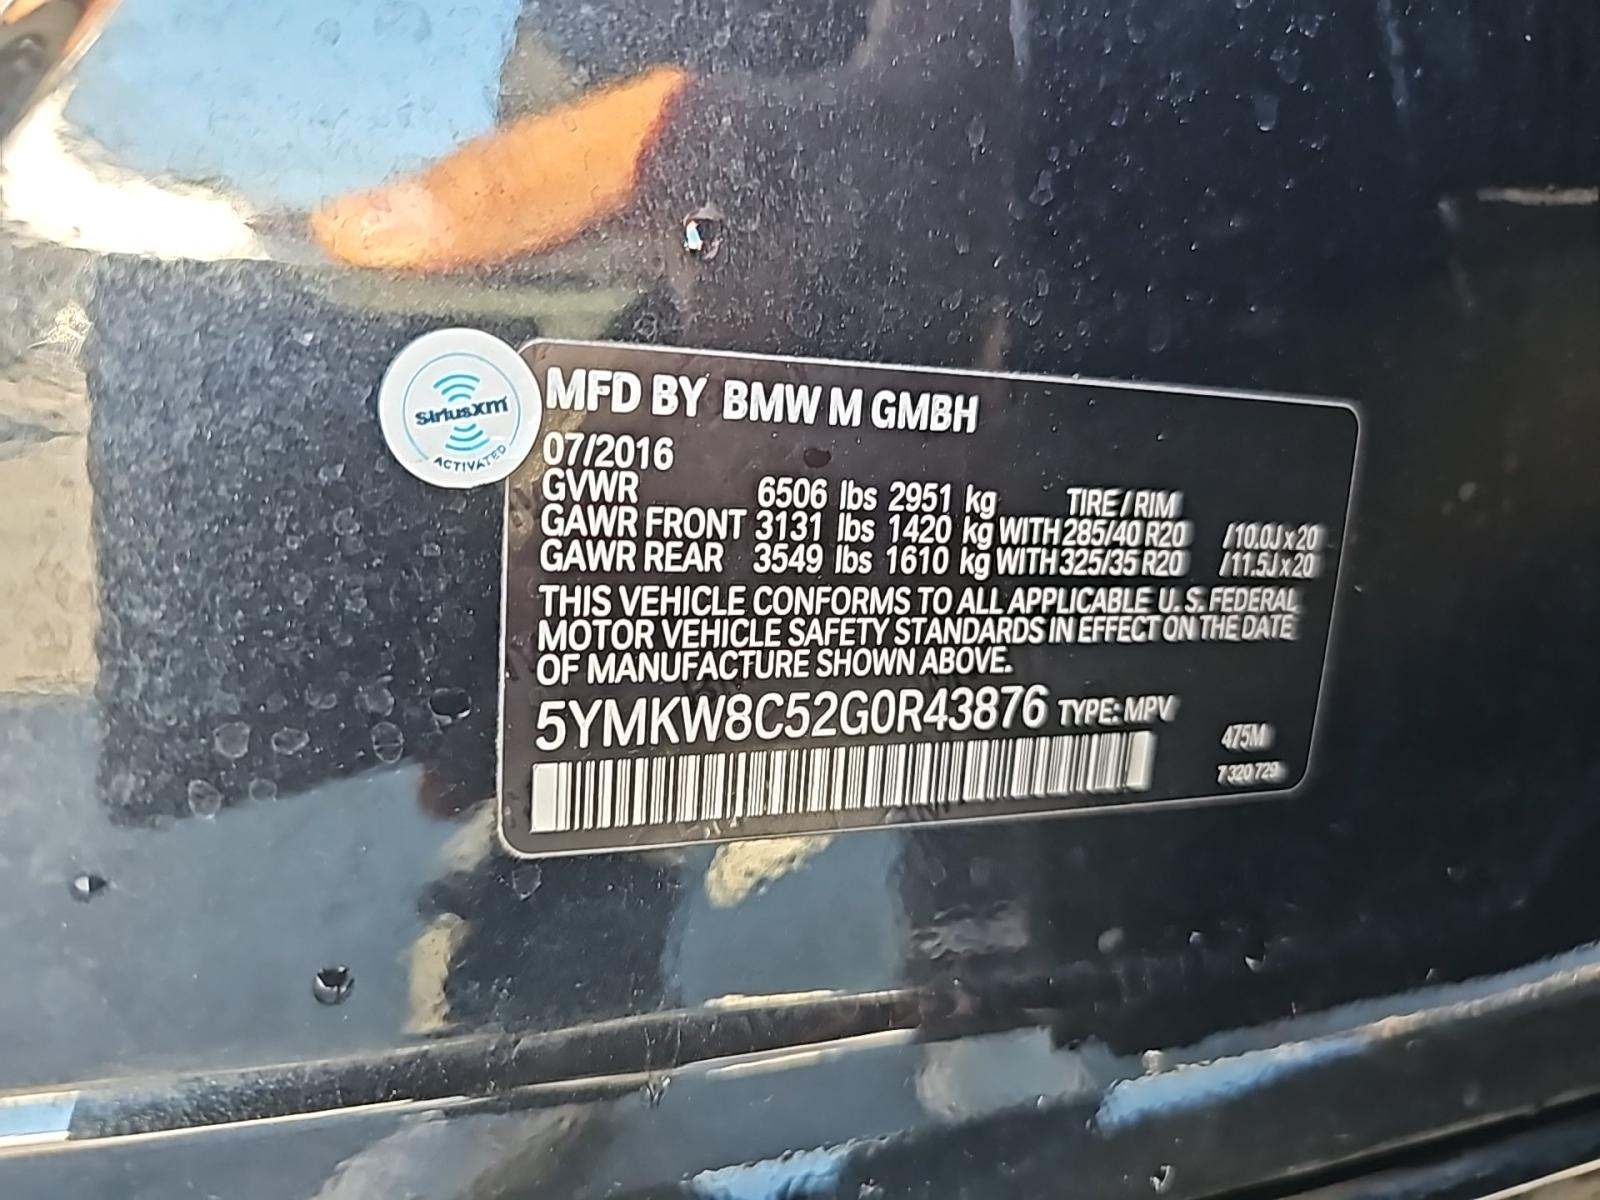 SiriusXM
ACTIVATED
MFD BY BMW M GMBH
07/2016
GVWR 6506 lbs 2951 kg TIRE / RIM
GAWR FRONT 3131 lbs 1420 kg WITH 285/40 R20 /10.0J x 20
GAWR REAR 3549 lbs 1610 kg WITH 325/35 R20 /11.5J x 20
THIS VEHICLE CONFORMS TO ALL APPLICABLE U.S. FEDERAL
MOTOR VEHICLE SAFETY STANDARDS IN EFFECT ON THE DATE
OF MANUFACTURE SHOWN ABOVE.
5YMKW8C52G0R43876 TYPE: MPV
475M
7 320 729